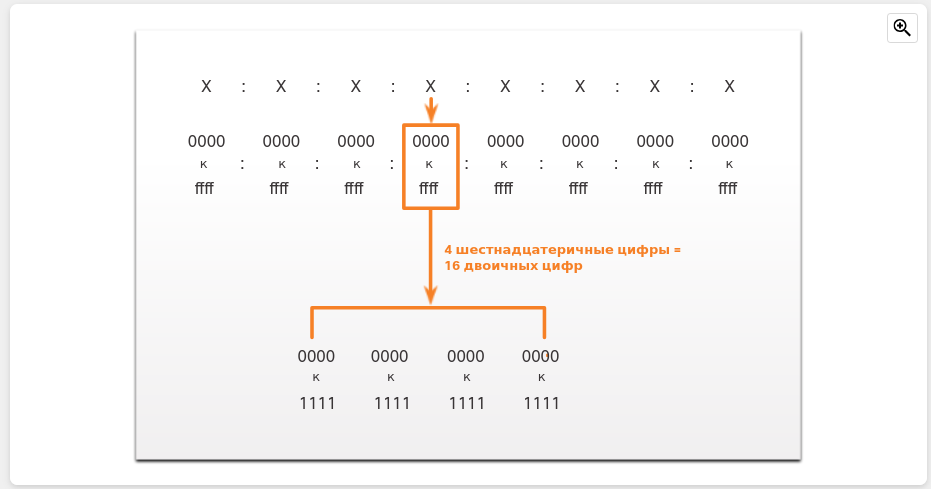 X : X : X : X : X : X : X : X
0000 0000 0000 0000 0000 0000 0000 0000
к : к : к : к : к : к : к : к
ffff ffff ffff ffff ffff ffff ffff ffff
4 шестнадцатеричные цифры =
16 двоичных цифр
0000 0000 0000 0000
к к к к
1111 1111 1111 1111